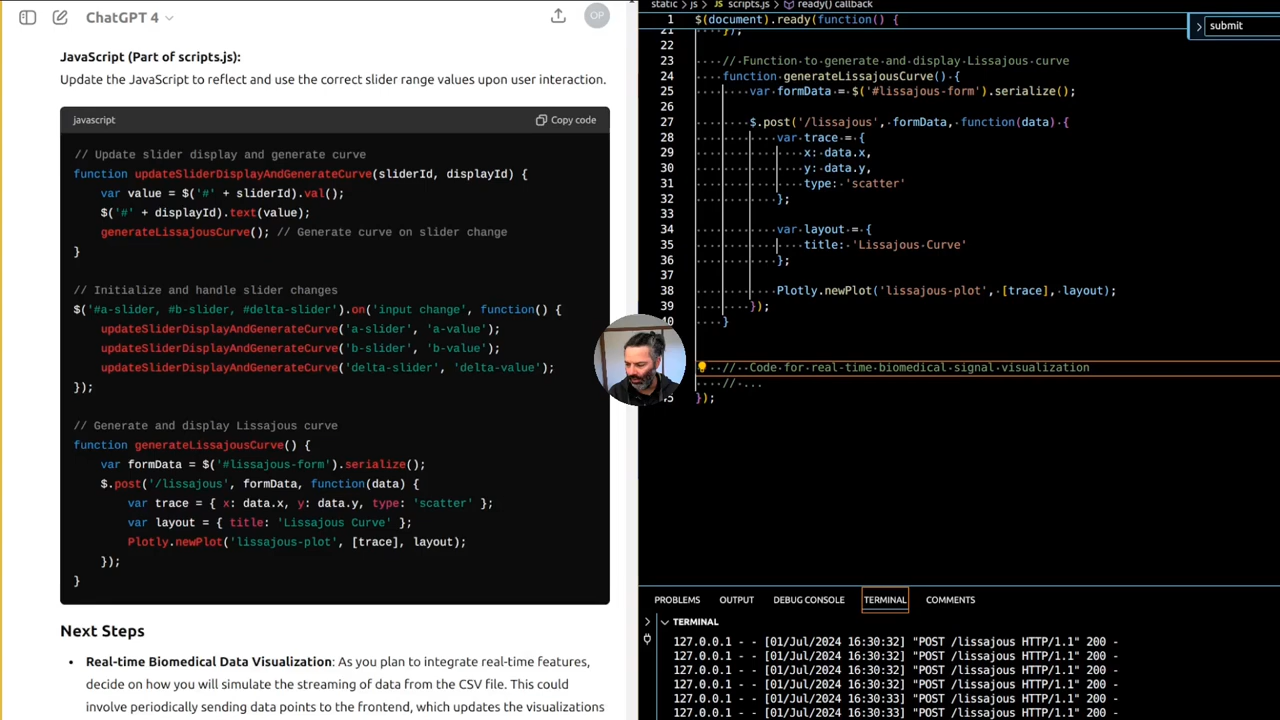 ChatGPT 4
OP
JavaScript (Part of scripts.js):
Update the JavaScript to reflect and use the correct slider range values upon user interaction.
javascript
Copy code
// Update slider display and generate curve
function updateSliderDisplayAndGenerateCurve(sliderId, displayId) {
var value = $('#' + sliderId).val();
$('#' + displayId).text(value);
generateLissajousCurve(); // Generate curve on slider change
}
// Initialize and handle slider changes
$('#a-slider, #b-slider, #delta-slider').on('input change', function() {
updateSliderDisplayAndGenerateCurve('a-slider', 'a-value');
updateSliderDisplayAndGenerateCurve('b-slider', 'b-value');
updateSliderDisplayAndGenerateCurve('delta-slider', 'delta-value');
});
// Generate and display Lissajous curve
function generateLissajousCurve() {
var formData = $('#lissajous-form').serialize();
$.post('/lissajous', formData, function(data) {
var trace = { x: data.x, y: data.y, type: 'scatter' };
var layout = { title: 'Lissajous Curve' };
Plotly.newPlot('lissajous-plot', [trace], layout);
});
}
Next Steps
• Real-time Biomedical Data Visualization: As you plan to integrate real-time features,
decide on how you will simulate the streaming of data from the CSV file. This could
involve periodically sending data points to the frontend, which updates the visualizations
static > js > scripts.js > ready() callback
1 $(document).ready(function() {
submit
21 });
22
23 // Function to generate and display Lissajous curve
24 function generateLissajousCurve() {
25 var formData = $('#lissajous-form').serialize();
26
27 $.post('/lissajous', formData, function(data) {
28 var trace = {
29 x: data.x,
30 y: data.y,
31 type: 'scatter'
32 };
33
34 var layout = {
35 title: 'Lissajous Curve'
36 };
37
38 Plotly.newPlot('lissajous-plot', [trace], layout);
39 });
40 }
// Code for real-time biomedical signal visualization
// ...
});
PROBLEMS OUTPUT DEBUG CONSOLE TERMINAL COMMENTS
TERMINAL
127.0.0.1 - - [01/Jul/2024 16:30:32] "POST /lissajous HTTP/1.1" 200 -
127.0.0.1 - - [01/Jul/2024 16:30:32] "POST /lissajous HTTP/1.1" 200 -
127.0.0.1 - - [01/Jul/2024 16:30:32] "POST /lissajous HTTP/1.1" 200 -
127.0.0.1 - - [01/Jul/2024 16:30:32] "POST /lissajous HTTP/1.1" 200 -
127.0.0.1 - - [01/Jul/2024 16:30:33] "POST /lissajous HTTP/1.1" 200 -
127.0.0.1 - - [01/Jul/2024 16:30:33] "POST /lissajous HTTP/1.1" 200 -